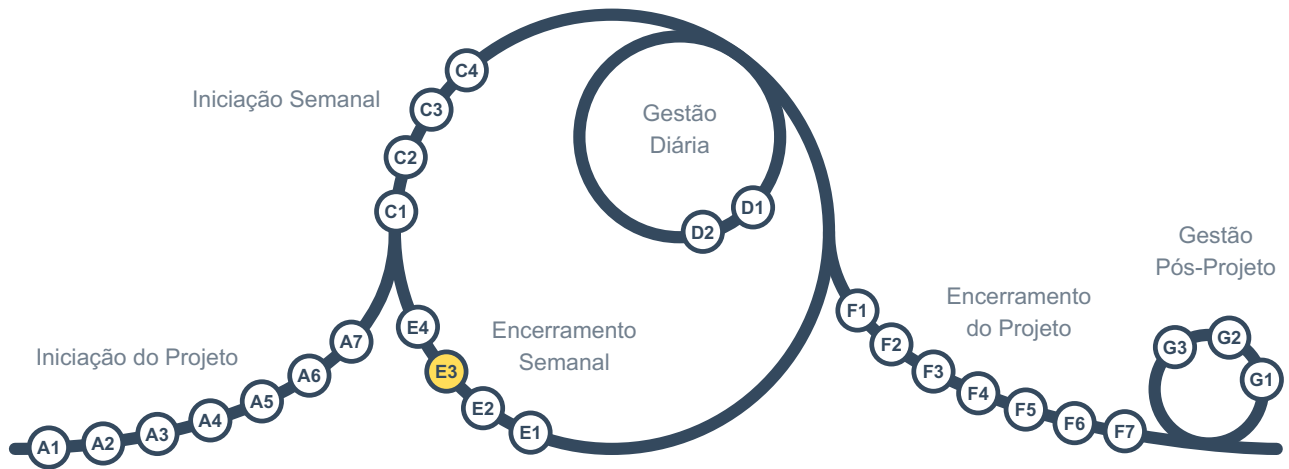 Iniciação do Projeto
A1
A2
A3
A4
A5
A6
A7
Iniciação Semanal
C1
C2
C3
C4
Gestão
Diária
D1
D2
Encerramento
Semanal
E1
E2
E3
E4
Encerramento
do Projeto
F1
F2
F3
F4
F5
F6
F7
Gestão
Pós-Projeto
G1
G2
G3